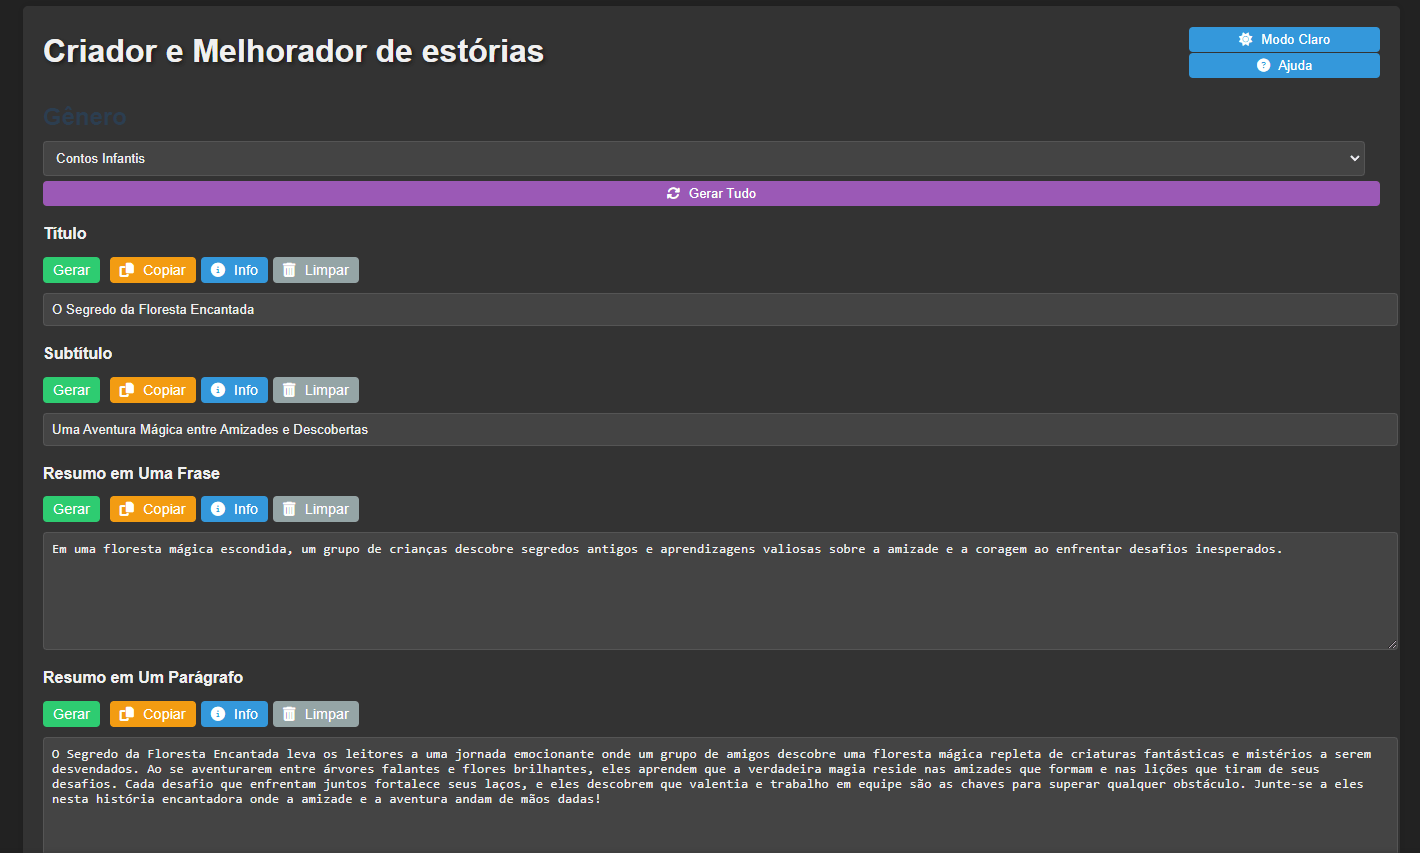 Criador e Melhorador de estórias
Modo Claro
Ajuda
Gênero
Contos Infantis
Gerar Tudo
Título
Gerar Copiar Info Limpar
O Segredo da Floresta Encantada
Subtítulo
Gerar Copiar Info Limpar
Uma Aventura Mágica entre Amizades e Descobertas
Resumo em Uma Frase
Gerar Copiar Info Limpar
Em uma floresta mágica escondida, um grupo de crianças descobre segredos antigos e aprendizagens valiosas sobre a amizade e a coragem ao enfrentar desafios inesperados.
Resumo em Um Parágrafo
Gerar Copiar Info Limpar
O Segredo da Floresta Encantada leva os leitores a uma jornada emocionante onde um grupo de amigos descobre uma floresta mágica repleta de criaturas fantásticas e mistérios a serem
desvendados. Ao se aventurarem entre árvores falantes e flores brilhantes, eles aprendem que a verdadeira magia reside nas amizades que formam e nas lições que tiram de seus
desafios. Cada desafio que enfrentam juntos fortalece seus laços, e eles descobrem que valentia e trabalho em equipe são as chaves para superar qualquer obstáculo. Junte-se a eles
nesta história encantadora onde a amizade e a aventura andam de mãos dadas!